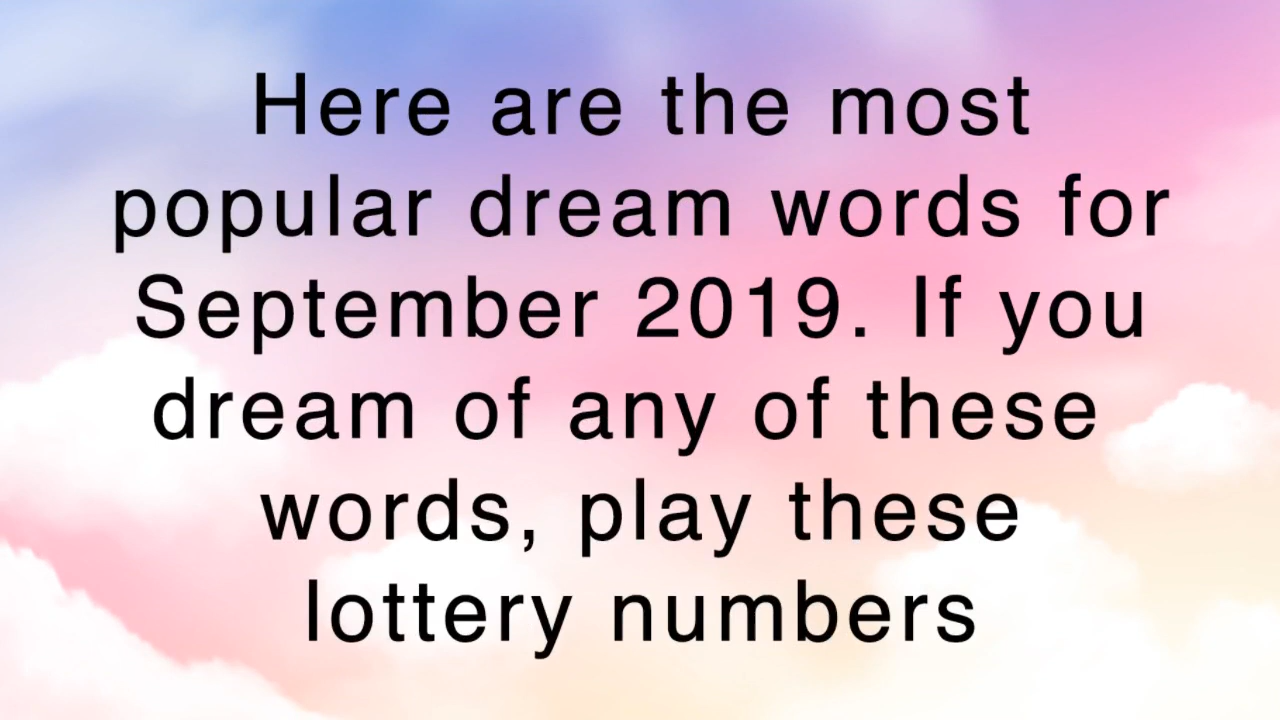 Here are the most
popular dream words for
September 2019. If you
dream of any of these
words, play these
lottery numbers